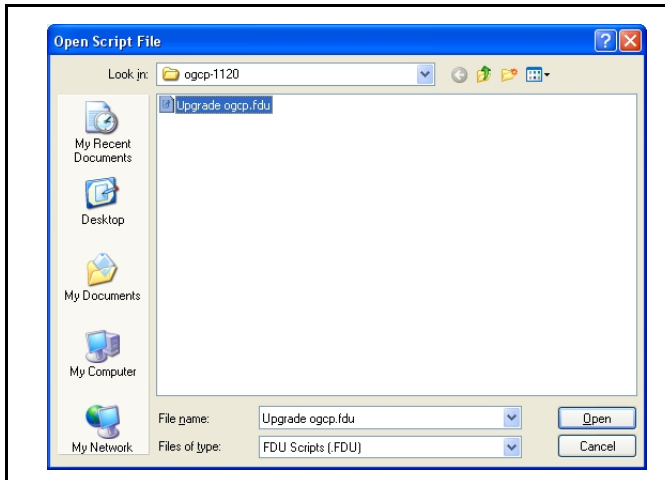 Open Script File
Look in: ogcp-1120
Upgrade ogcp.fdu
My Recent
Documents
Desktop
My Documents
My Computer
My Network
File name: Upgrade ogcp.fdu Open
Files of type: FDU Scripts (.FDU) Cancel